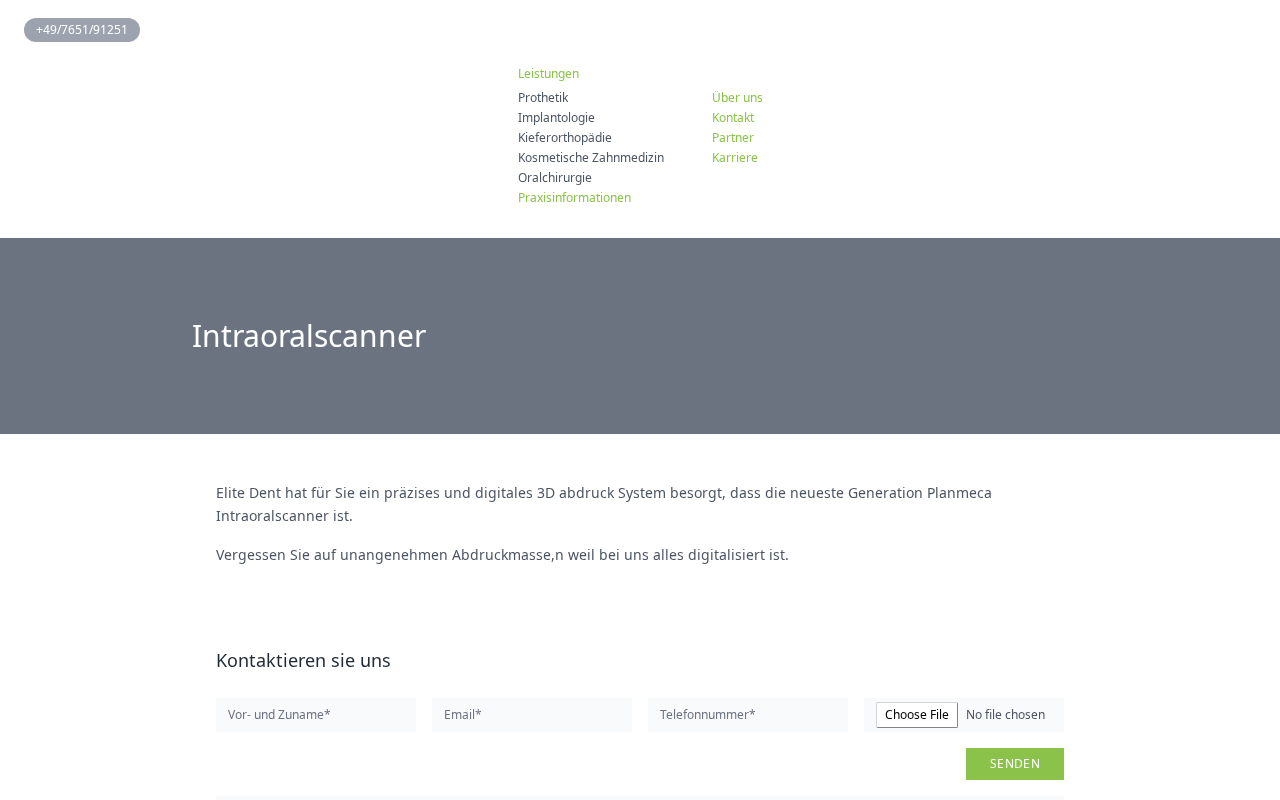 +49/7651/91251
Leistungen
Prothetik
Implantologie
Kieferorthopädie
Kosmetische Zahnmedizin
Oralchirurgie
Praxisinformationen
Über uns
Kontakt
Partner
Karriere
Intraoralscanner
Elite Dent hat für Sie ein präzises und digitales 3D abdruck System besorgt, dass die neueste Generation Planmeca
Intraoralscanner ist.
Vergessen Sie auf unangenehmen Abdruckmasse,n weil bei uns alles digitalisiert ist.
Kontaktieren sie uns
Vor- und Zuname*
Email*
Telefonnummer*
Choose File No file chosen
SENDEN